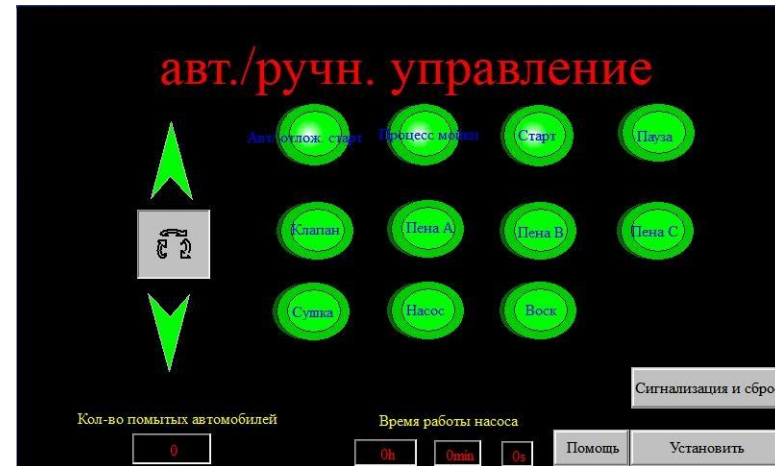 авт./ручн. управление
Авт. отлож. старт
Процесс мойки
Старт
Пауза
Клапан
Пена А
Пена В
Пена С
Сушка
Насос
Воск
Сигнализация и сбро
Кол-во помытых автомобилей
Время работы насоса
0
0h
0min
0s
Помощь
Установить